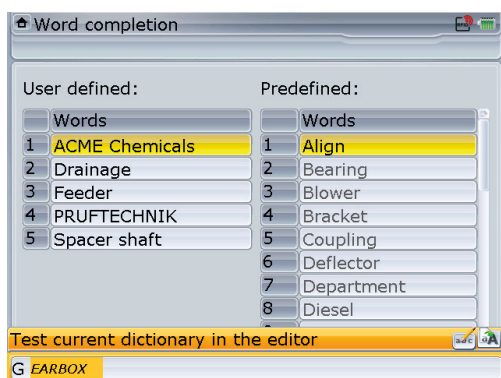 Word completion
User defined:
Words
1 ACME Chemicals
2 Drainage
3 Feeder
4 PRUFTECHNIK
5 Spacer shaft
Predefined:
Words
1 Align
2 Bearing
3 Blower
4 Bracket
5 Coupling
6 Deflector
7 Department
8 Diesel
Test current dictionary in the editor
abc
G EARBOX